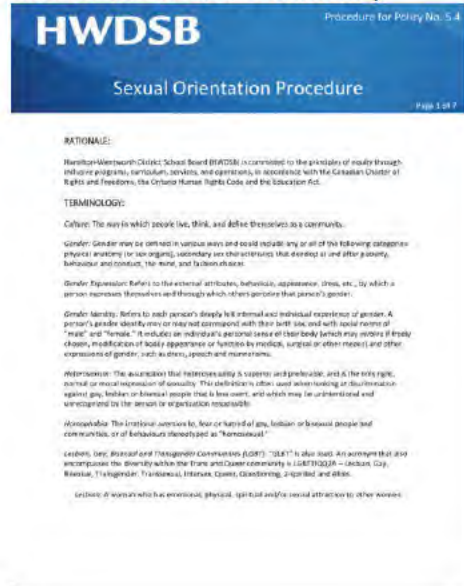 HWDSB
Procedure for Policy No. 5.4
Sexual Orientation Procedure
Page 1 of 7
RATIONALE:
Hamilton-Wentworth District School Board (HWDSB) is committed to the principles of equity through
inclusive programs, curriculum, services, and operations, in accordance with the Canadian Charter of
Rights and Freedoms, the Ontario Human Rights Code and the Education Act.
TERMINOLOGY:
Culture: The way in which people live, think, and define themselves as a community.
Gender: Gender may be defined in various ways and could include any or all of the following categories
physical anatomy (or sex organs), secondary sex characteristics that develop at and after puberty,
behaviour and conduct, the mind, and fashion choices.
Gender Expression: Refers to the external attributes, behaviour, appearance, dress, etc., by which a
person expresses themselves and through which others perceive that person's gender.
Gender Identity: Refers to each person's deeply felt internal and individual experience of gender. A
person's gender identity may or may not correspond with their birth sex, and with social norms of
"male" and "female." It includes an individual's personal sense of their body (which may involve if freely
chosen, modification of bodily appearance or function by medical, surgical or other means) and other
expressions of gender, such as dress, speech and mannerisms.
Heterosexism: The assumption that heterosexuality is superior and preferable, and is the only right,
normal or moral expression of sexuality. This definition is often used when looking at discrimination
against gay, lesbian or bisexual people that is less overt, and which may be unintentional and
unrecognized by the person or organization responsible.
Homophobia: The irrational aversion to, fear or hatred of gay, lesbian or bisexual people and
communities, or of behaviours stereotyped as "homosexual."
Lesbian, Gay, Bisexual and Transgender Communities (LGBT): is also used. An acronym that also
encompasses the diversity within the Trans and Queer community is – Lesbian, Gay,
Bisexual, Transgender, Transsexual, Intersex, Queer, Questioning, 2-spirited and Allies.
Lesbian: A woman who has emotional, physical, spiritual and/or sexual attraction to other women